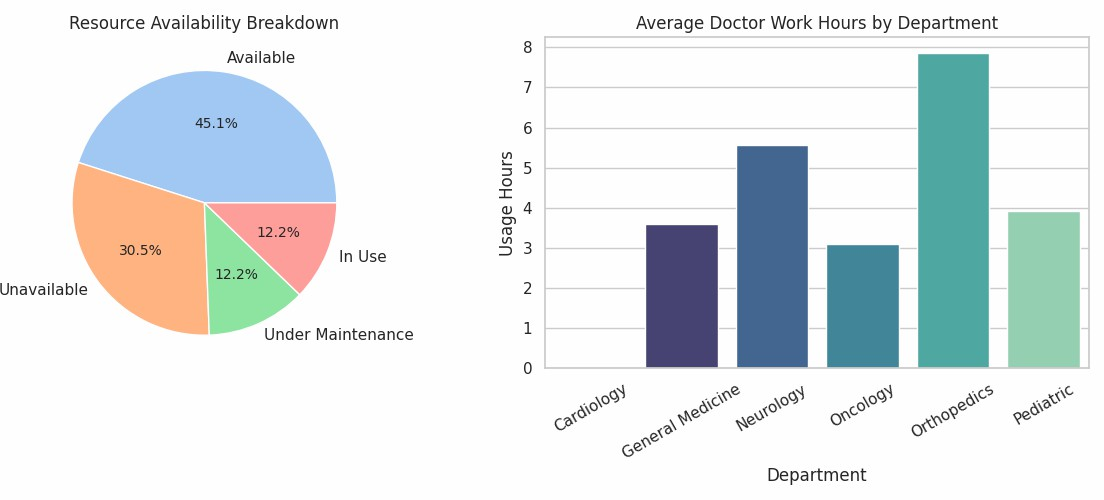 Resource Availability Breakdown
Available
45.1%
30.5%
12.2%
12.2%
In Use
Unavailable
Under Maintenance
Average Doctor Work Hours by Department
Usage Hours
8
7
6
5
4
3
2
1
0
Cardiology
General Medicine
Neurology
Oncology
Orthopedics
Pediatric
Department